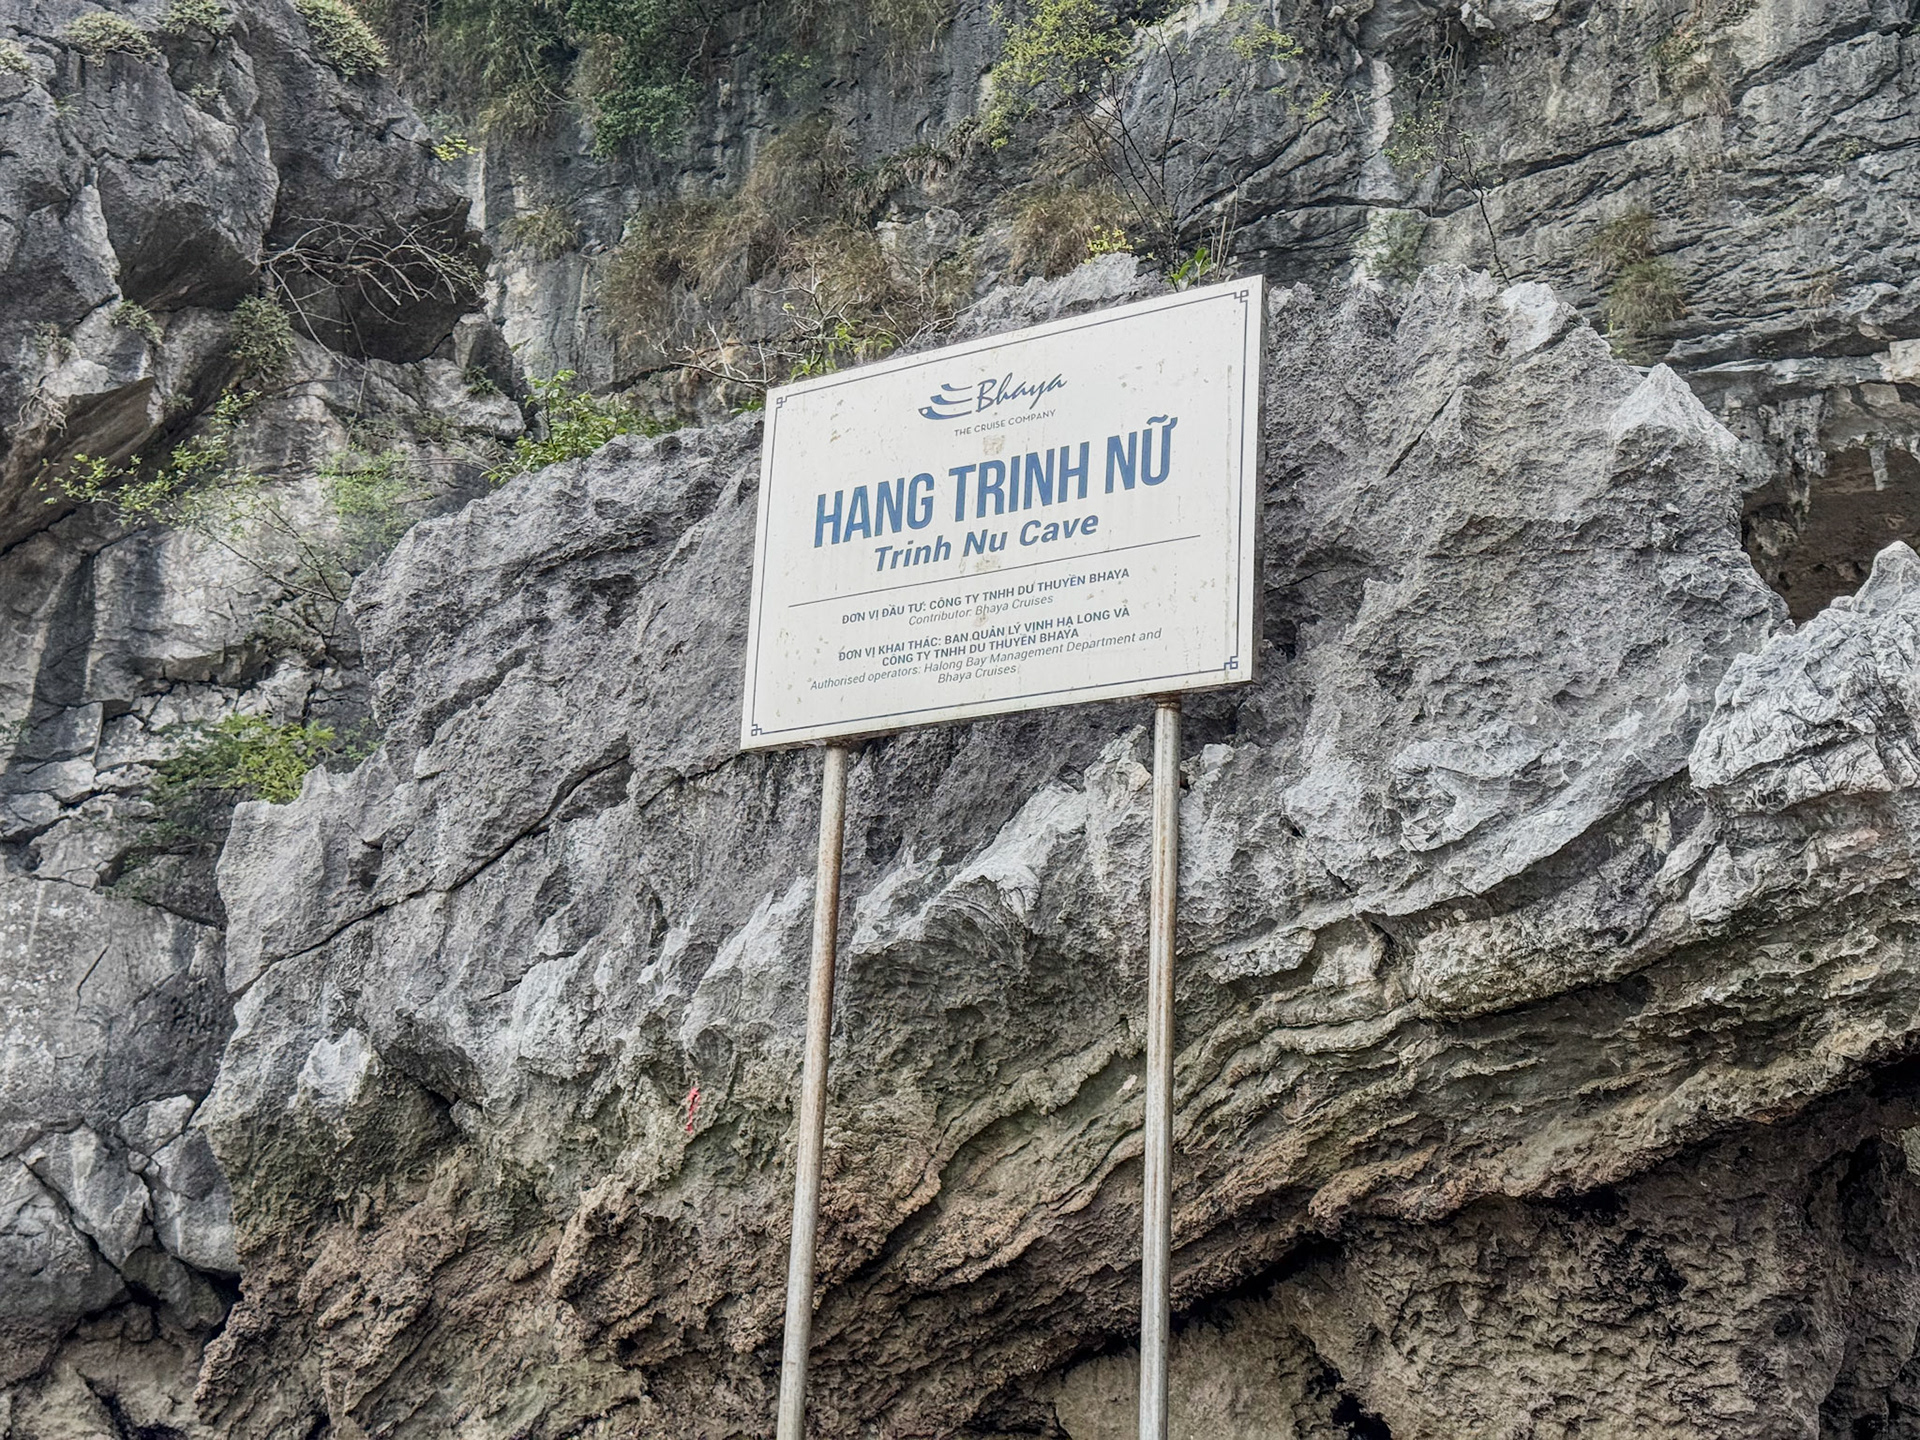 Bhaya
THE CRUISE COMPANY
HANG TRINH NỮ
Trinh Nu Cave
ĐƠN VỊ ĐẦU TƯ: CÔNG TY TNHH DU THUYỀN BHAYA
Contributor: Bhaya Cruises
ĐƠN VỊ KHAI THÁC: BAN QUẢN LÝ VỊNH HẠ LONG VÀ
CÔNG TY TNHH DU THUYỀN BHAYA
Authorised operators: Halong Bay Management Department and
Bhaya Cruises